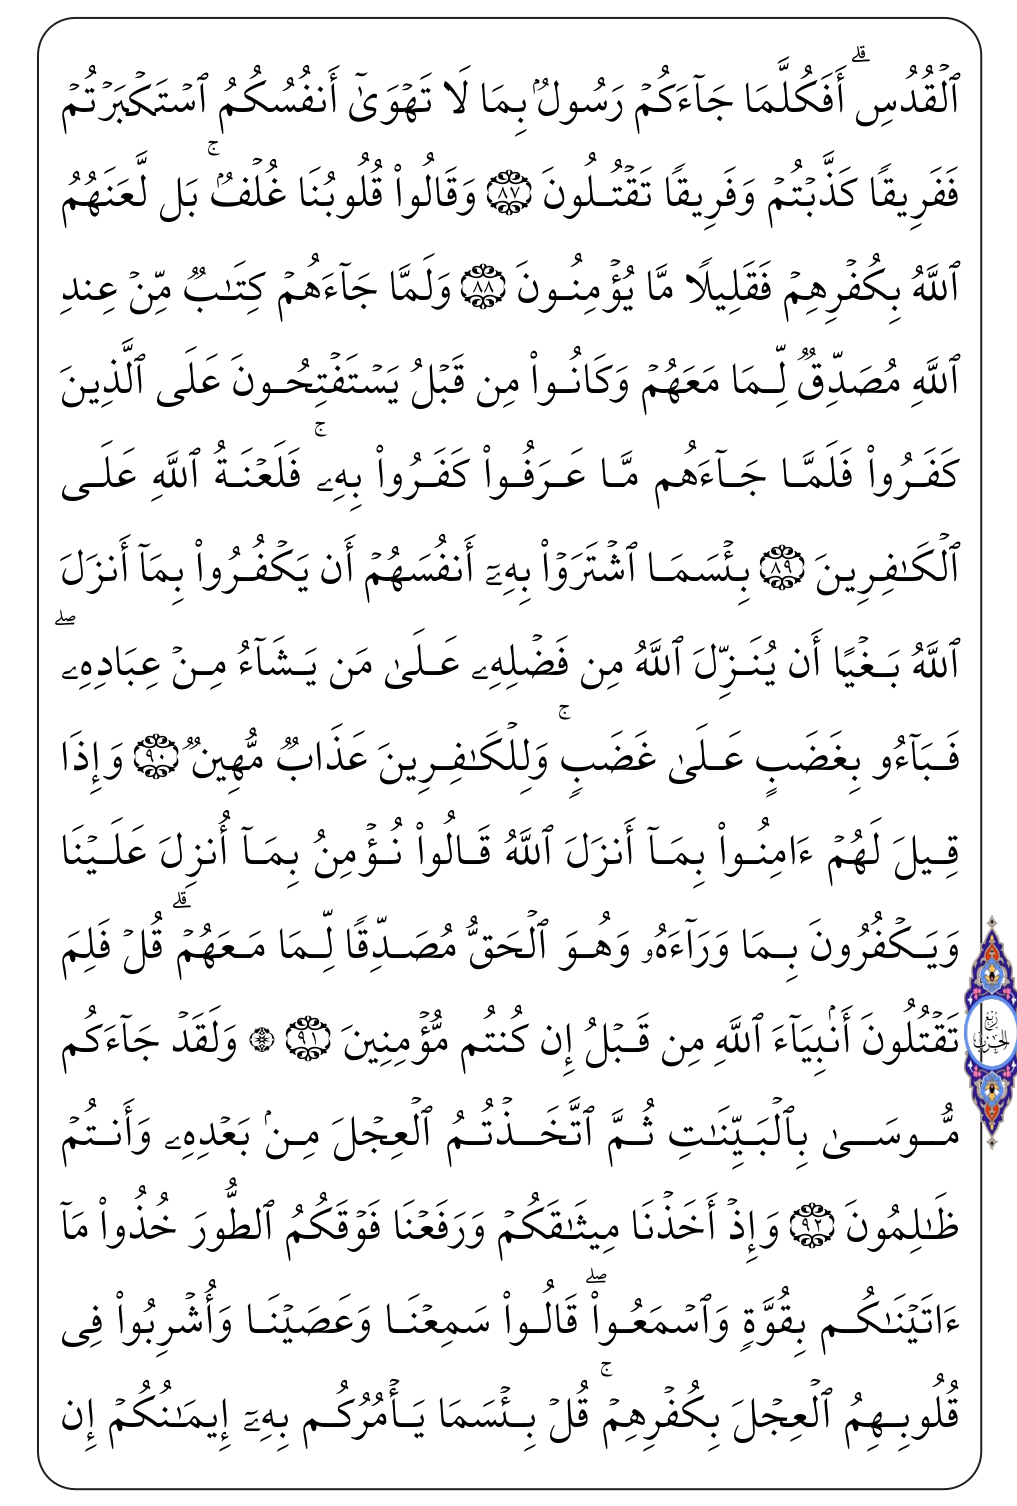 ٱلۡقُدُسِۗ أَفَكُلَّمَا جَآءَكُمۡ رَسُولُۢ بِمَا لَا تَهۡوَىٰٓ أَنفُسُكُمُ ٱسۡتَكۡبَرۡتُمۡ
فَفَرِيقٗا كَذَّبۡتُمۡ وَفَرِيقٗا تَقۡتُلُونَ ٨٧ وَقَالُواْ قُلُوبُنَا غُلۡفُۢۚ بَل لَّعَنَهُمُ
ٱللَّهُ بِكُفۡرِهِمۡ فَقَلِيلٗا مَّا يُؤۡمِنُونَ ٨٨ وَلَمَّا جَآءَهُمۡ كِتَٰبٞ مِّنۡ عِندِ
ٱللَّهِ مُصَدِّقٞ لِّمَا مَعَهُمۡ وَكَانُواْ مِن قَبۡلُ يَسۡتَفۡتِحُونَ عَلَى ٱلَّذِينَ
كَفَرُواْ فَلَمَّا جَآءَهُم مَّا عَرَفُواْ كَفَرُواْ بِهِۦۚ فَلَعۡنَةُ ٱللَّهِ عَلَى
ٱلۡكَٰفِرِينَ ٨٩ بِئۡسَمَا ٱشۡتَرَوۡاْ بِهِۦٓ أَنفُسَهُمۡ أَن يَكۡفُرُواْ بِمَآ أَنزَلَ
ٱللَّهُ بَغۡيًا أَن يُنَزِّلَ ٱللَّهُ مِن فَضۡلِهِۦ عَلَىٰ مَن يَشَآءُ مِنۡ عِبَادِهِۦۖ
فَبَآءُو بِغَضَبٍ عَلَىٰ غَضَبٖۚ وَلِلۡكَٰفِرِينَ عَذَابٞ مُّهِينٞ ٩٠ وَإِذَا
قِيلَ لَهُمۡ ءَامِنُواْ بِمَآ أَنزَلَ ٱللَّهُ قَالُواْ نُؤۡمِنُ بِمَآ أُنزِلَ عَلَيۡنَا
وَيَكۡفُرُونَ بِمَا وَرَآءَهُۥ وَهُوَ ٱلۡحَقُّ مُصَدِّقٗا لِّمَا مَعَهُمۡۗ قُلۡ فَلِمَ
تَقۡتُلُونَ أَنۢبِيَآءَ ٱللَّهِ مِن قَبۡلُ إِن كُنتُم مُّؤۡمِنِينَ ٩١ ۞ وَلَقَدۡ جَآءَكُم
ربع الحزب
مُّوسَىٰ بِٱلۡبَيِّنَٰتِ ثُمَّ ٱتَّخَذۡتُمُ ٱلۡعِجۡلَ مِنۢ بَعۡدِهِۦ وَأَنتُمۡ
ظَٰلِمُونَ ٩٢ وَإِذۡ أَخَذۡنَا مِيثَٰقَكُمۡ وَرَفَعۡنَا فَوۡقَكُمُ ٱلطُّورَ خُذُواْ مَآ
ءَاتَيۡنَٰكُم بِقُوَّةٖ وَٱسۡمَعُواْۖ قَالُواْ سَمِعۡنَا وَعَصَيۡنَا وَأُشۡرِبُواْ فِي
قُلُوبِهِمُ ٱلۡعِجۡلَ بِكُفۡرِهِمۡۚ قُلۡ بِئۡسَمَا يَأۡمُرُكُم بِهِۦٓ إِيمَٰنُكُمۡ إِن